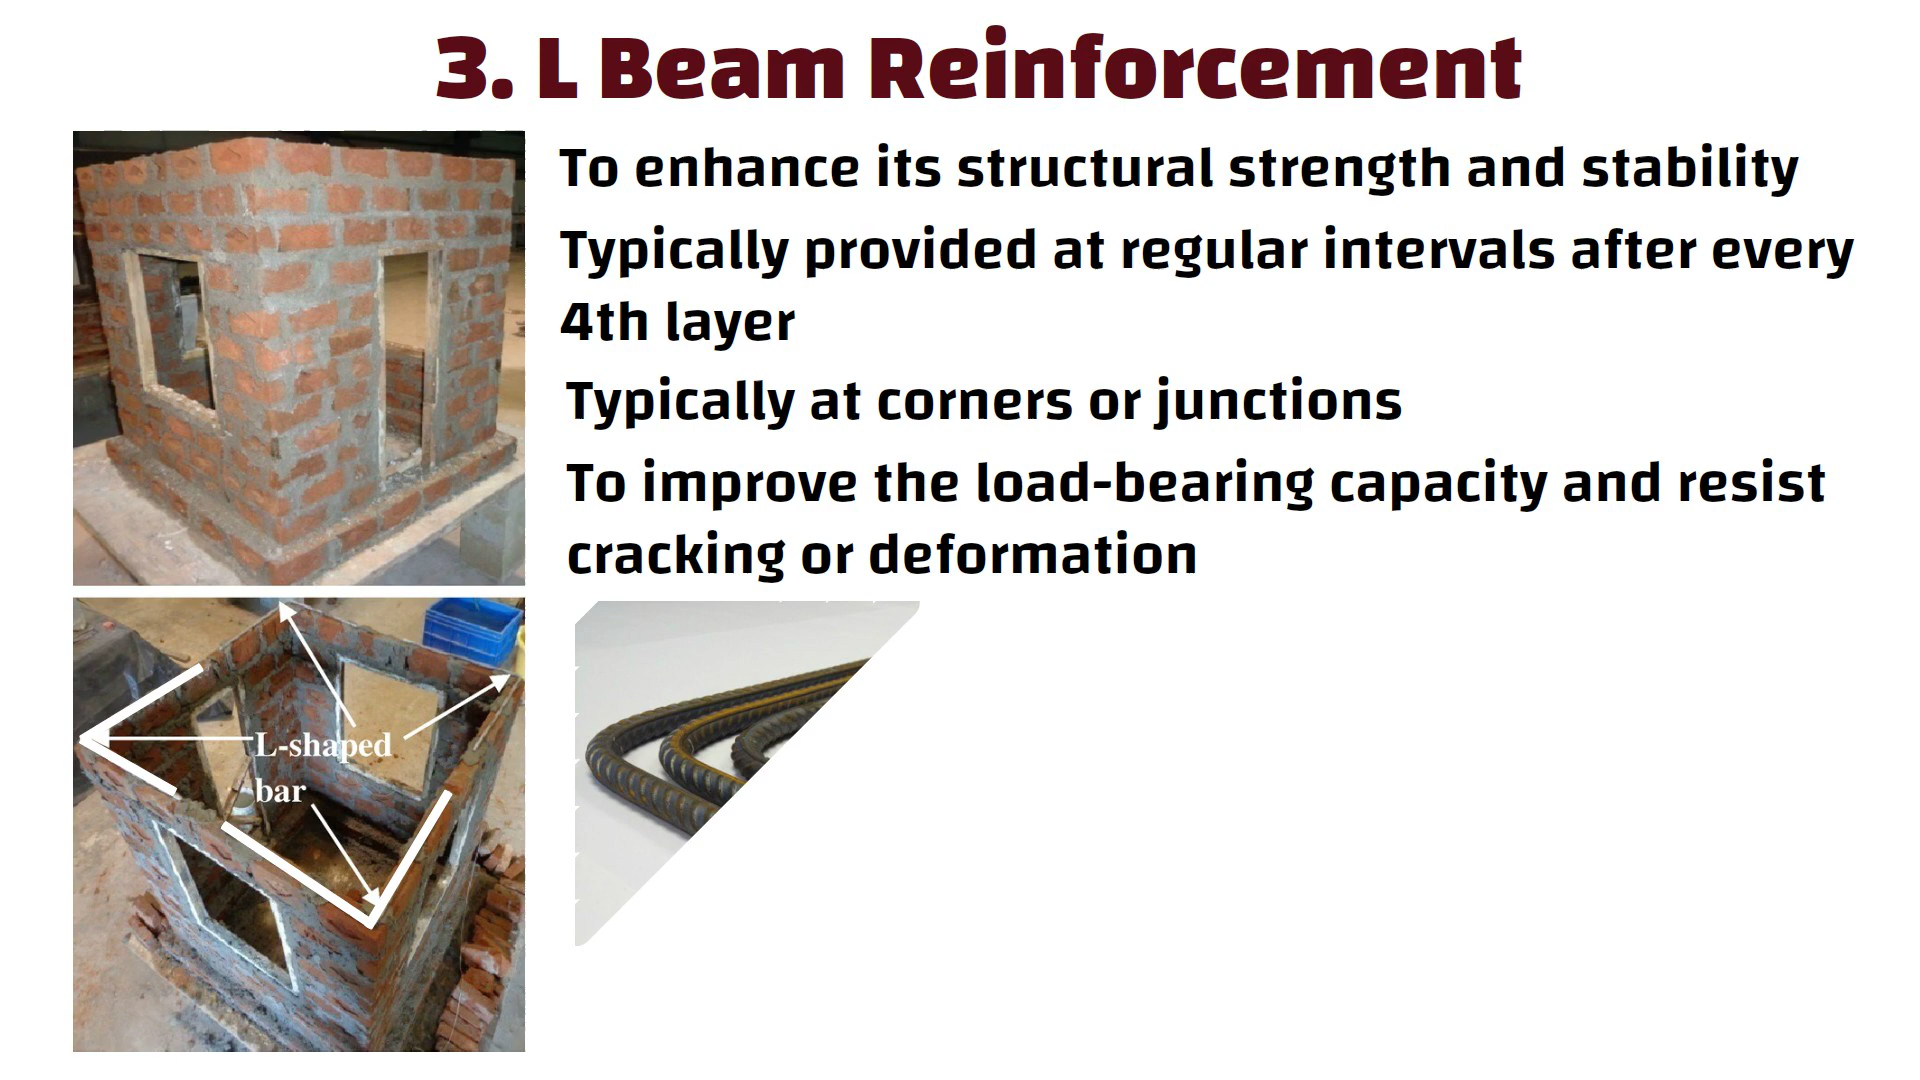 3. L Beam Reinforcement
To enhance its structural strength and stability
Typically provided at regular intervals after every
4th layer
Typically at corners or junctions
To improve the load-bearing capacity and resist
cracking or deformation
L-shaped
bar